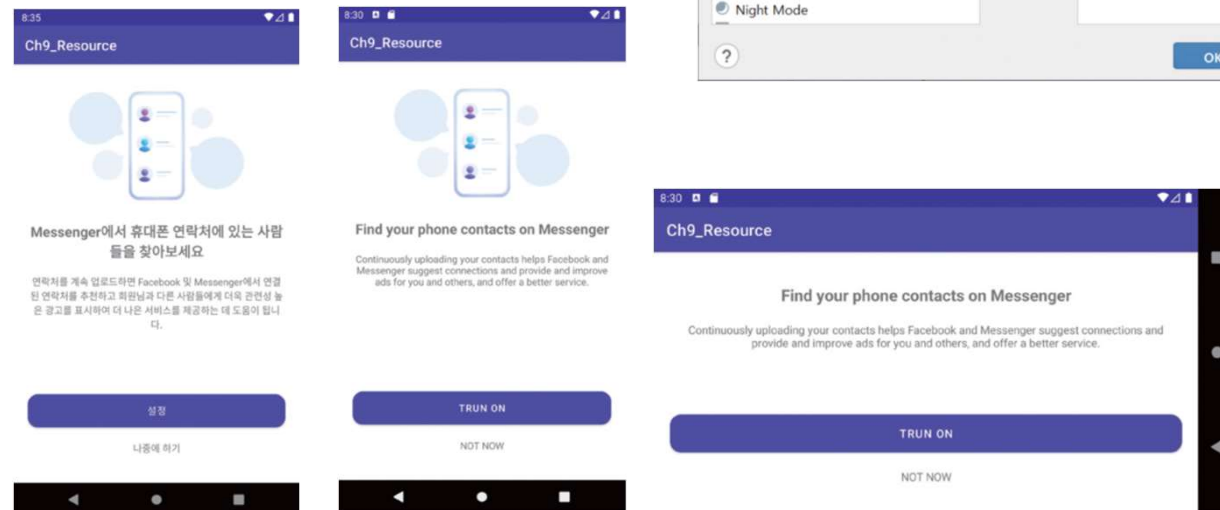 8:35
Ch9_Resource
Messenger에서 휴대폰 연락처에 있는 사람
들을 찾아보세요
연락처를 계속 업로드하면 Facebook 및 Messenger에서 연결
된 연락처를 추천하고 회원님과 다른 사람들에게 더욱 관련성 높
은 광고를 표시하여 더 나은 서비스를 제공하는 데 도움이 됩니
다.
설정
나중에 하기
8:30
Ch9_Resource
Find your phone contacts on Messenger
Continuously uploading your contacts helps Facebook and
Messenger suggest connections and provide and improve
ads for you and others, and offer a better service.
TRUN ON
NOT NOW
Night Mode
?
OK
8:30
Ch9_Resource
Find your phone contacts on Messenger
Continuously uploading your contacts helps Facebook and Messenger suggest connections and
provide and improve ads for you and others, and offer a better service.
TRUN ON
NOT NOW